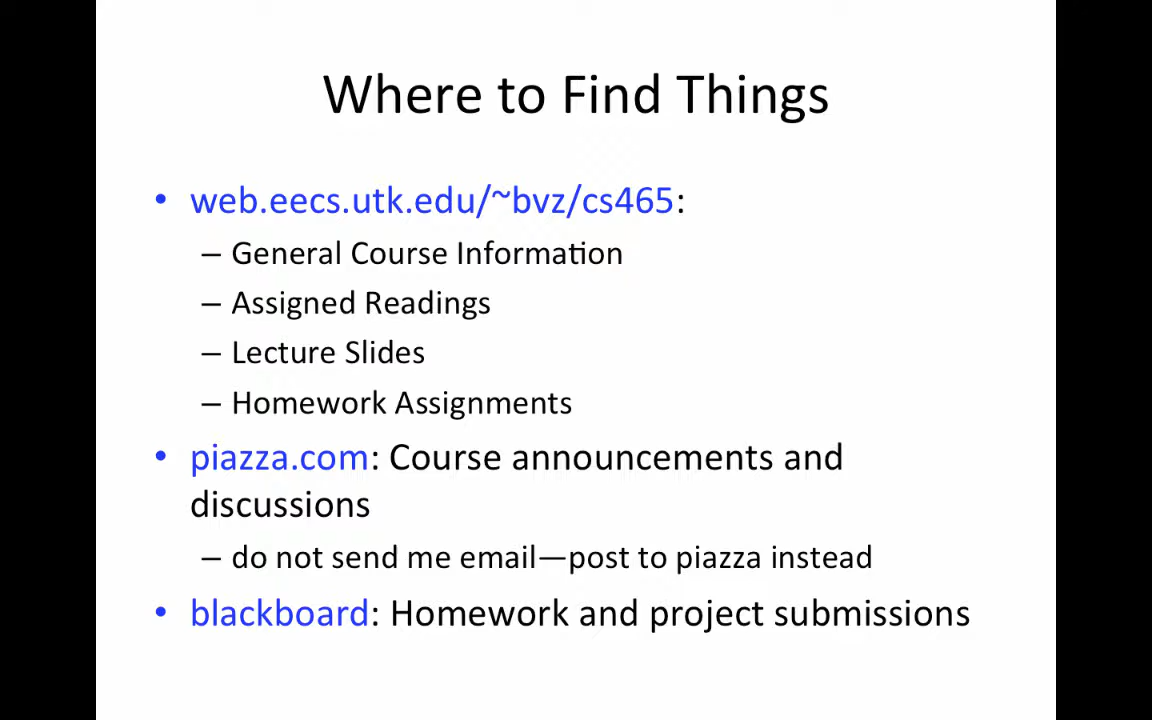 Where to Find Things
• web.eecs.utk.edu/~bvz/cs465:
– General Course Information
– Assigned Readings
– Lecture Slides
– Homework Assignments
• piazza.com: Course announcements and
discussions
– do not send me email—post to piazza instead
• blackboard: Homework and project submissions